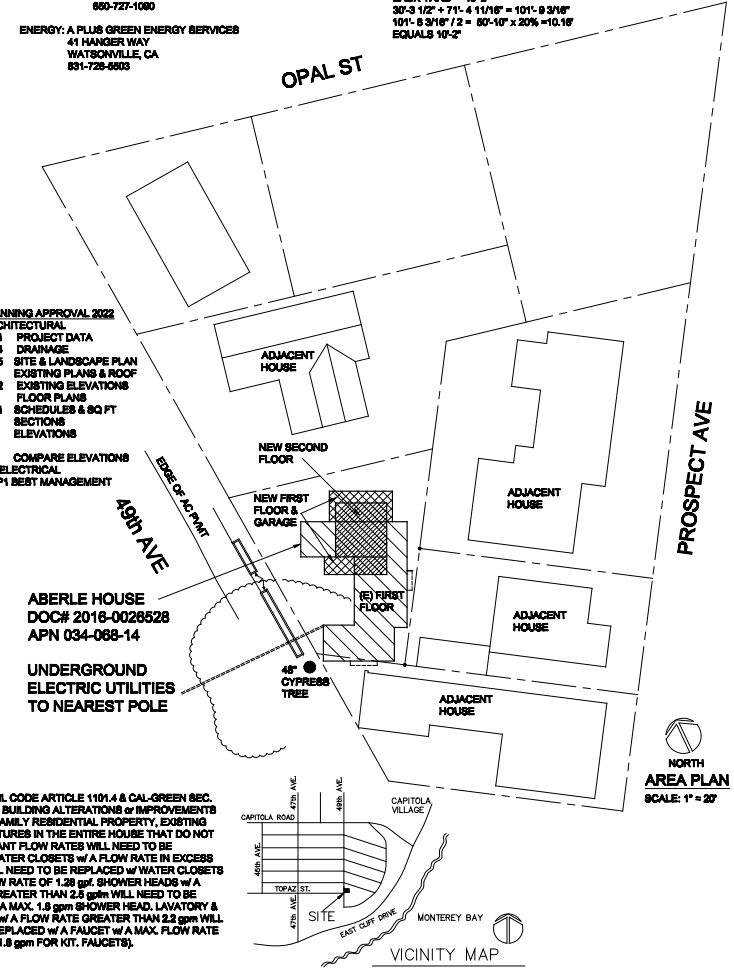 650-727-1090
ENERGY: A PLUS GREEN ENERGY SERVICES
41 HANGER WAY
WATSONVILLE, CA
831-728-8803
30'-3 1/2" + 71'- 4 11/16" = 101'- 9 3/16"
101'- 8 3/16" / 2 = 50'-10" x 20% =10.16'
EQUALS 10'-2"
OPAL ST
NNING APPROVAL 2022
CHITECTURAL
PROJECT DATA
DRAINAGE
SITE & LANDSCAPE PLAN
EXISTING PLANS & ROOF
EXISTING ELEVATIONS
FLOOR PLANS
SCHEDULES & SQ FT
SECTIONS
ELEVATIONS
COMPARE ELEVATIONS
ELECTRICAL
P1 BEST MANAGEMENT
ADJACENT
HOUSE
NEW SECOND
FLOOR
NEW FIRST
FLOOR &
GARAGE
EDGE OF AC PVMT
49th AVE
ADJACENT
HOUSE
PROSPECT AVE
(E) FIRST
FLOOR
ADJACENT
HOUSE
ABERLE HOUSE
DOC# 2016-0026528
APN 034-068-14
UNDERGROUND
ELECTRIC UTILITIES
TO NEAREST POLE
48"
CYPRESS
TREE
ADJACENT
HOUSE
NORTH
AREA PLAN
SCALE: 1" = 20'
IL CODE ARTICLE 1101.4 & CAL-GREEN SEC.
BUILDING ALTERATIONS or IMPROVEMENTS
FAMILY RESIDENTIAL PROPERTY, EXISTING
TURES IN THE ENTIRE HOUSE THAT DO NOT
ANT FLOW RATES WILL NEED TO BE
ATER CLOSETS w/ A FLOW RATE IN EXCESS
L NEED TO BE REPLACED w/ WATER CLOSETS
W RATE OF 1.28 gpf. SHOWER HEADS w/ A
REATER THAN 2.5 gp/m WILL NEED TO BE
A MAX. 1.8 gpm SHOWER HEAD. LAVATORY &
w/ A FLOW RATE GREATER THAN 2.2 gpm WILL
REPLACED w/ A FAUCET w/ A MAX. FLOW RATE
1.8 gpm FOR KIT. FAUCETS).
47th AVE.
49th AVE.
CAPITOLA ROAD
CAPITOLA
VILLAGE
45th AVE.
TOPAZ ST.
47th AVE.
SITE
EAST CLIFF DRIVE
MONTEREY BAY
VICINITY MAP